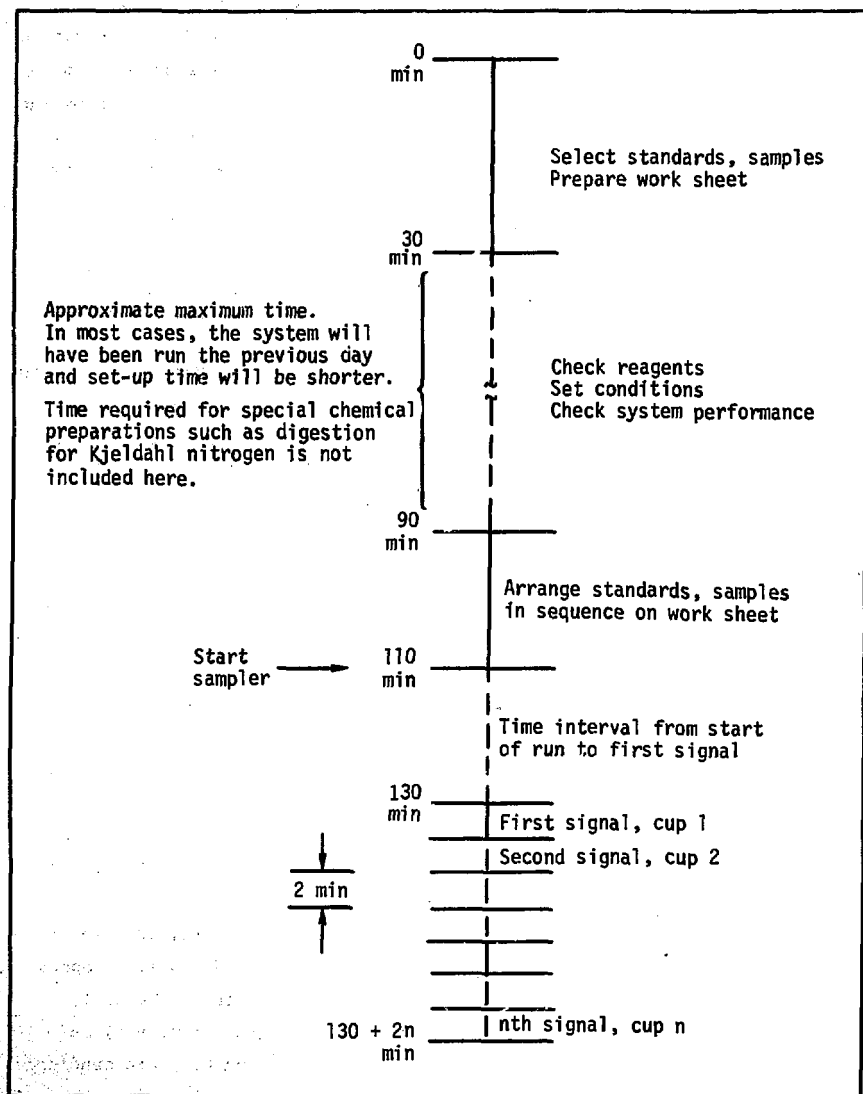 0
min
Select standards, samples
Prepare work sheet
30
min
Approximate maximum time.
In most cases, the system will
have been run the previous day
and set-up time will be shorter.
Time required for special chemical
preparations such as digestion
for Kjeldahl nitrogen is not
included here.
Check reagents
Set conditions
Check system performance
90
min
Arrange standards, samples
in sequence on work sheet
Start
sampler
110
min
Time interval from start
of run to first signal
130
min
First signal, cup 1
Second signal, cup 2
2 min
nth signal, cup n
130 + 2n
min